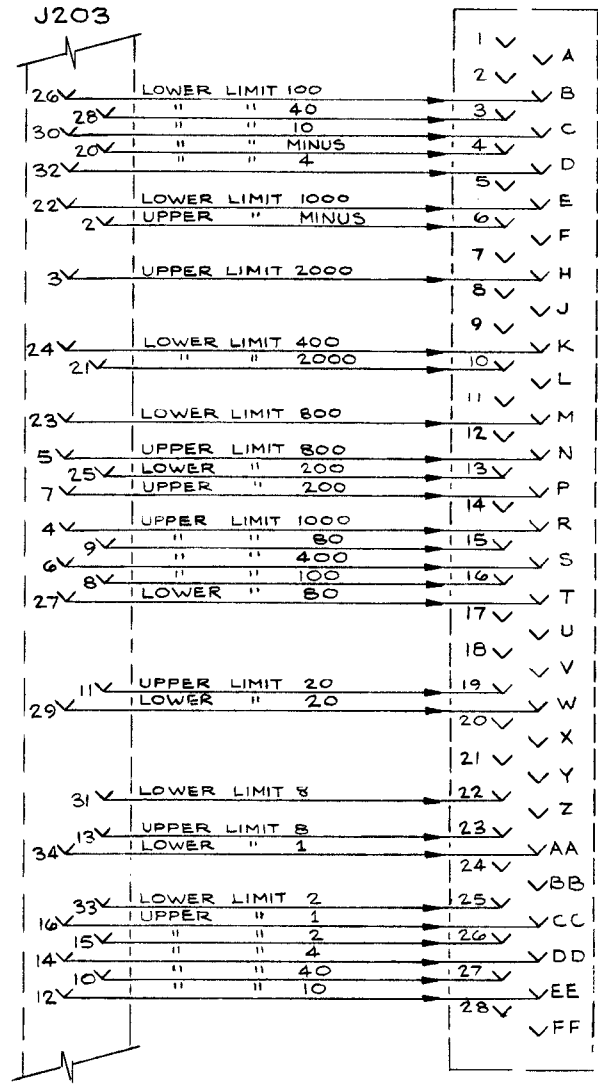 J203
1
A
2
26 LOWER LIMIT 100 B
28 " " 40 3
30 " " 10 C
20 " " MINUS 4
32 " " 4 D
5
22 LOWER LIMIT 1000 E
2 UPPER " MINUS 6
F
7
3 UPPER LIMIT 2000 H
8
J
9
24 LOWER LIMIT 400 K
21 " " 2000 10
L
11
23 LOWER LIMIT 800 M
12
5 UPPER LIMIT 800 N
25 LOWER " 200 13
7 UPPER " 200 P
14
4 UPPER LIMIT 1000 R
9 " " 80 15
6 " " 400 S
8 " " 100 16
27 LOWER " 80 T
17
U
18
V
11 UPPER LIMIT 20 19
29 LOWER " 20 W
20
X
21
Y
31 LOWER LIMIT 8 22
Z
13 UPPER LIMIT 8 23
34 LOWER " 1 AA
24
BB
33 LOWER LIMIT 2 25
16 UPPER " 1 CC
15 " " 2 26
14 " " 4 DD
10 " " 40 27
12 " " 10 EE
28
FF